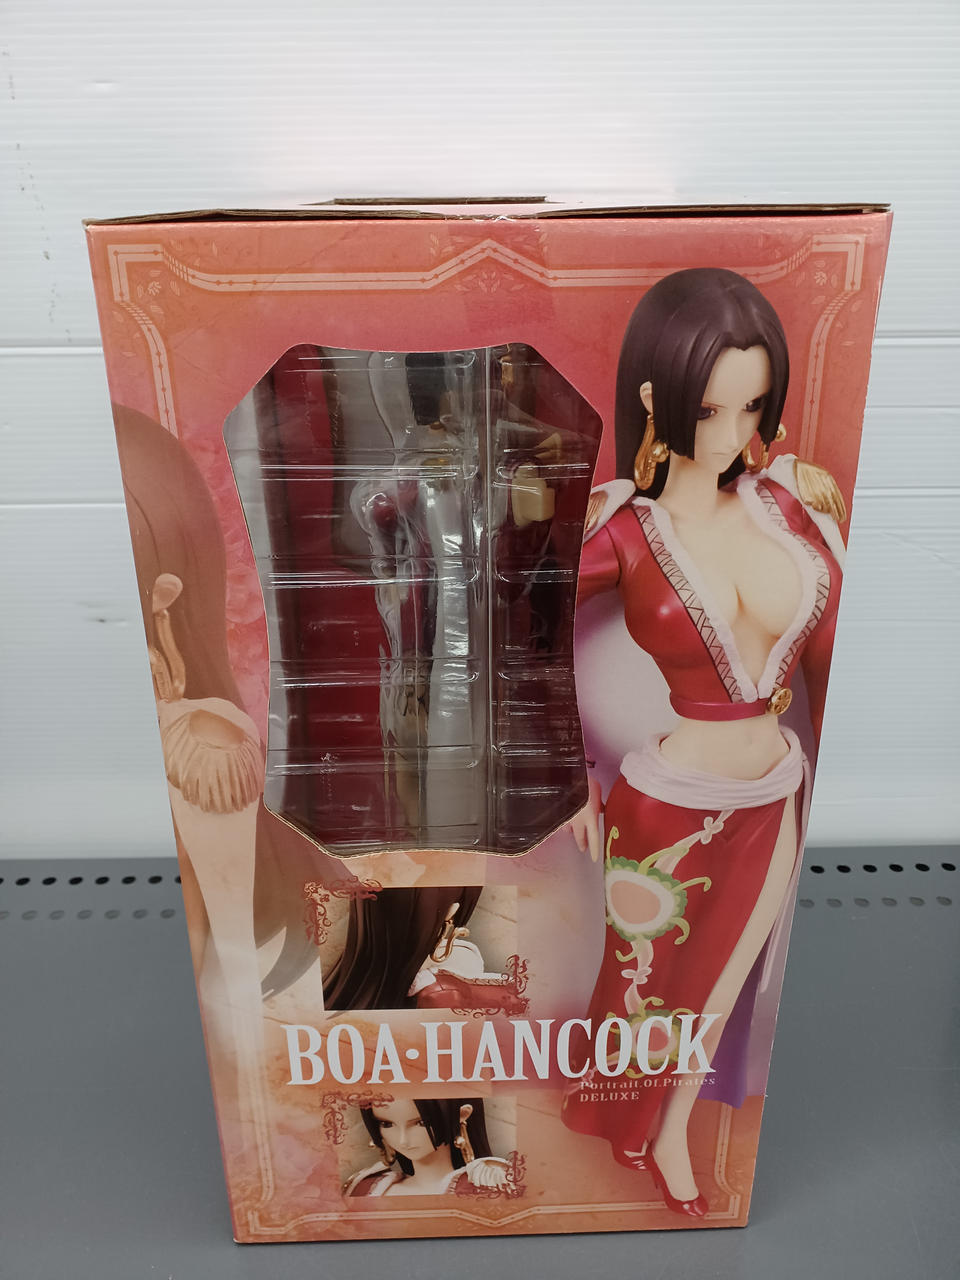 BOA·HANCOCK
Portrait.Of.Pirates
DELUXE